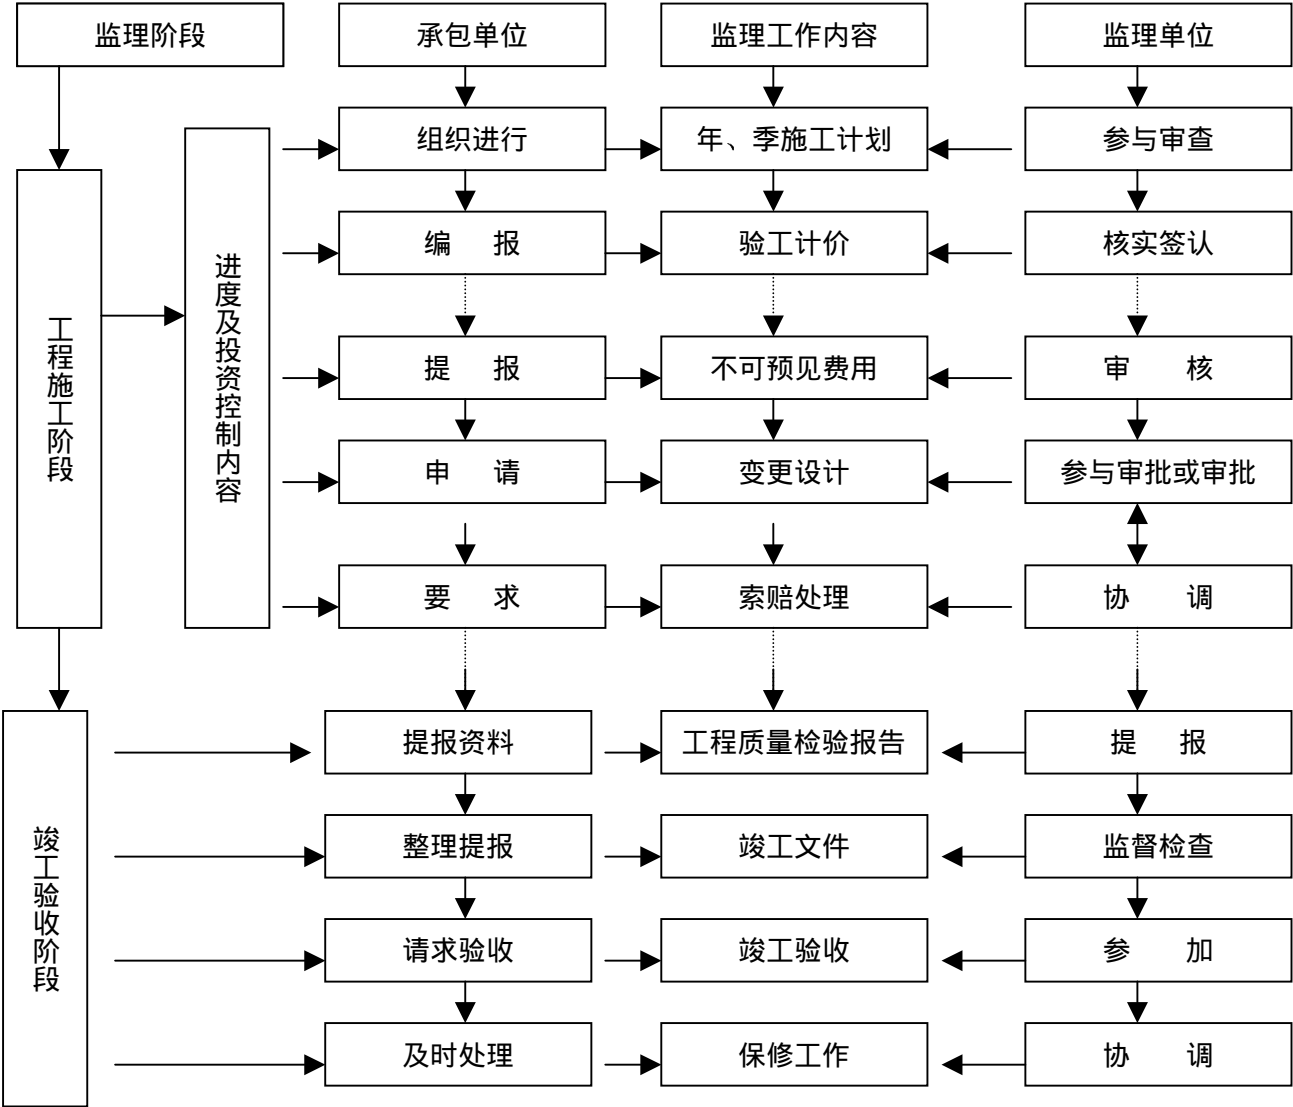 监理阶段
承包单位
监理工作内容
监理单位
组织进行
年、季施工计划
参与审查
编 报
验工计价
核实签认
进度及投资控制内容
工程施工阶段
提 报
不可预见费用
审 核
申 请
变更设计
参与审批或审批
要 求
索赔处理
协 调
提报资料
工程质量检验报告
提 报
竣工验收阶段
整理提报
竣工文件
监督检查
请求验收
竣工验收
参 加
及时处理
保修工作
协 调